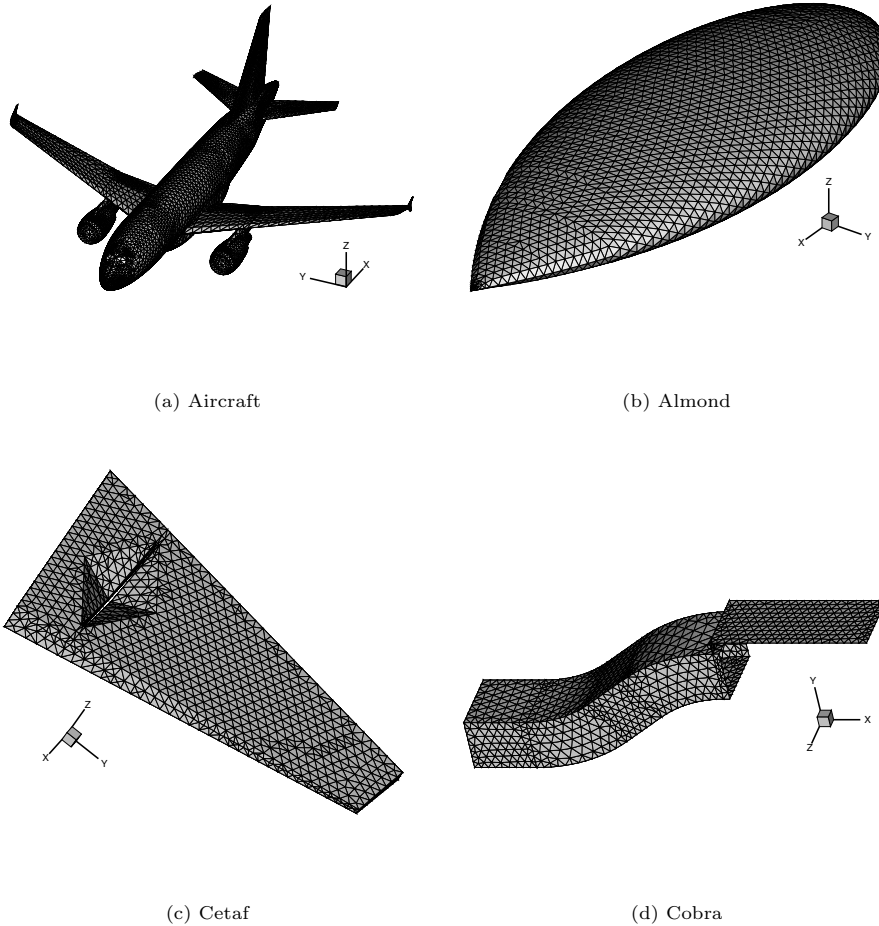 Z
Y
X
Z
X
Y
(a) Aircraft
(b) Almond
Z
X
Y
Y
X
Z
(c) Cetaf
(d) Cobra